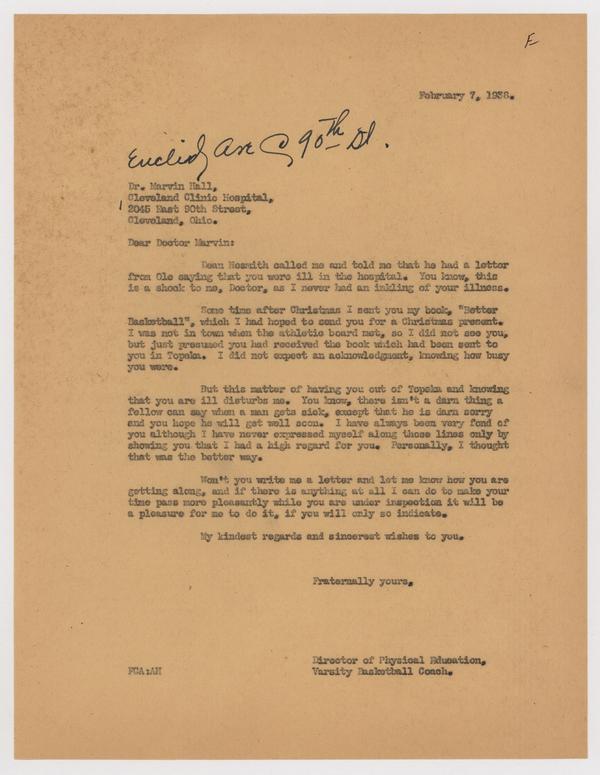 F
February 7, 1938.
Euclid Ave @ 90th St.
Dr. Marvin Hall,
Cleveland Clinic Hospital,
2045 East 90th Street,
Cleveland, Ohio.
Dear Doctor Marvin:
Dean Nesmith called me and told me that he had a letter
from Ole saying that you were ill in the hospital. You know, this
is a shock to me, Doctor, as I never had an inkling of your illness.
Some time after Christmas I sent you my book, "Better
Basketball", which I had hoped to send you for a Christmas present.
I was not in town when the athletic board met, so I did not see you,
but just presumed you had received the book which had been sent to
you in Topeka. I did not expect an acknowledgment, knowing how busy
you were.
But this matter of having you out of Topeka and knowing
that you are ill disturbs me. You know, there isn't a darn thing a
fellow can say when a man gets sick, except that he is darn sorry
and you hope he will get well soon. I have always been very fond of
you although I have never expressed myself along those lines only by
showing you that I had a high regard for you. Personally, I thought
that was the better way.
Won't you write me a letter and let me know how you are
getting along, and if there is anything at all I can do to make your
time pass more pleasantly while you are under inspection it will be
a pleasure for me to do it, if you will only so indicate.
My kindest regards and sincerest wishes to you.
Fraternally yours,
Director of Physical Education,
FCA:AH Varsity Basketball Coach.